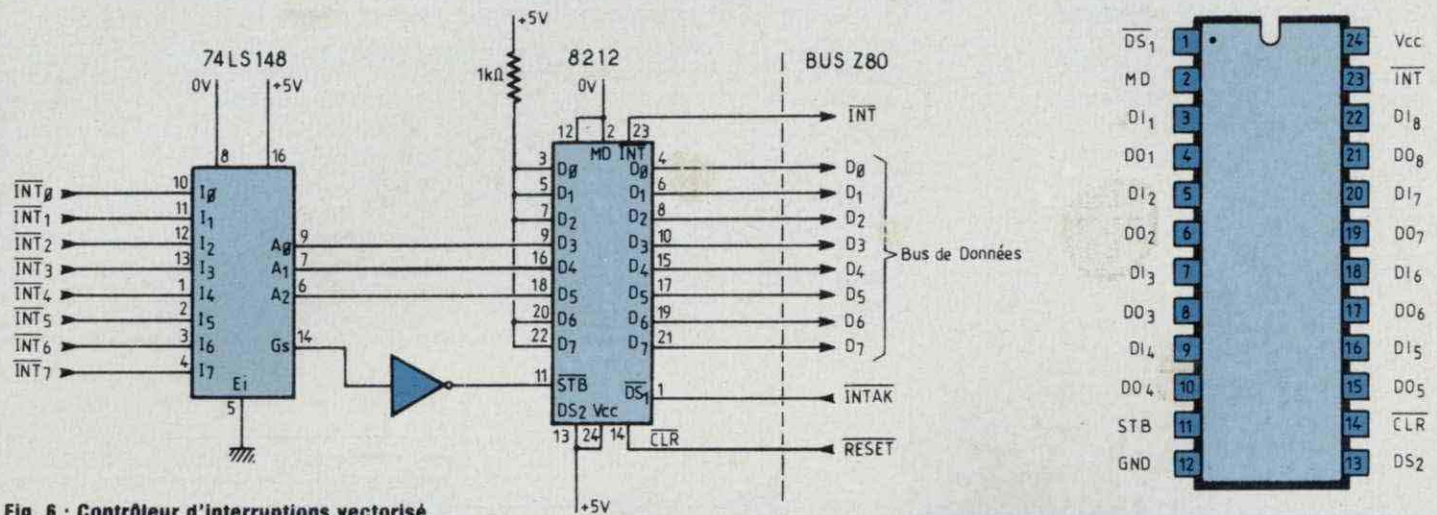 74LS148
0V
+5V
8
16
INT0
10
I0
INT1
11
I1
INT2
12
I2
INT3
13
I3
INT4
1
I4
INT5
2
I5
INT6
3
I6
INT7
4
I7
A0
9
A1
7
A2
6
Gs
14
Ei
5
+5V
1kΩ
8212
0V
12
2
23
MD INT
3
D0
5
D1
7
D2
9
D3
16
D4
18
D5
20
D6
22
D7
11
STB
DS2 Vcc
13
24
14
CLR
+5V
D0
4
D1
6
D2
8
D3
10
D4
15
D5
17
D6
19
D7
21
DS1
1
BUS Z80
INT
D0
D1
D2
D3
D4
D5
D6
D7
Bus de Données
INTAK
RESET
DS1 1
MD 2
DI1 3
DO1 4
DI2 5
DO2 6
DI3 7
DO3 8
DI4 9
DO4 10
STB 11
GND 12
24 Vcc
23 INT
22 DI8
21 DO8
20 DI7
19 DO7
18 DI6
17 DO6
16 DI5
15 DO5
14 CLR
13 DS2
Fig. 6 : Contrôleur d'interruptions vectorisé